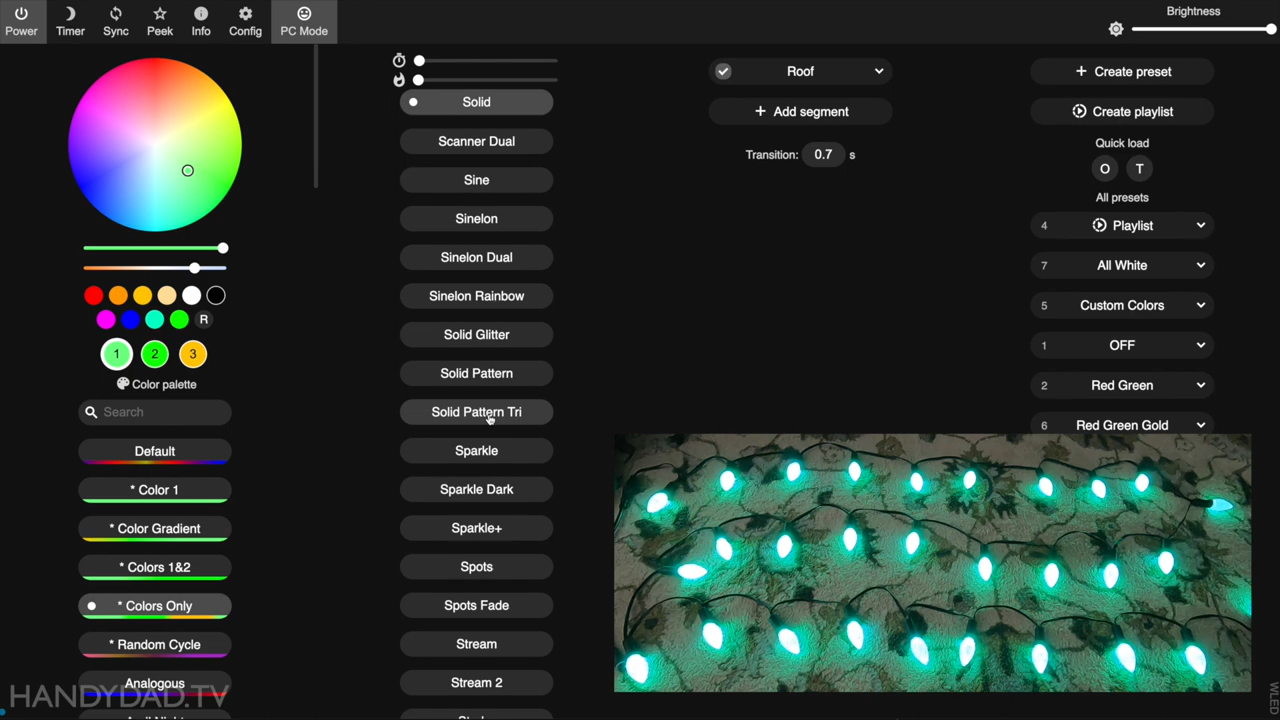 Power
Timer
Sync
Peek
Info
Config
PC Mode
Brightness
R
1
2
3
Color palette
Search
Default
* Color 1
* Color Gradient
* Colors 1&2
* Colors Only
* Random Cycle
Analogous
Solid
Scanner Dual
Sine
Sinelon
Sinelon Dual
Sinelon Rainbow
Solid Glitter
Solid Pattern
Solid Pattern Tri
Sparkle
Sparkle Dark
Sparkle+
Spots
Spots Fade
Stream
Stream 2
Roof
+ Add segment
Transition: 0.7 s
+ Create preset
Create playlist
Quick load
O T
All presets
4 Playlist
7 All White
5 Custom Colors
1 OFF
2 Red Green
6 Red Green Gold
HANDYDAD.TV
WLED